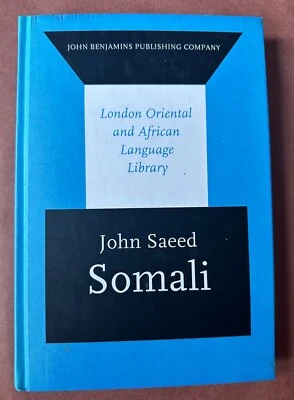 JOHN BENJAMINS PUBLISHING COMPANY
London Oriental
and African
Language
Library
John Saeed
Somali